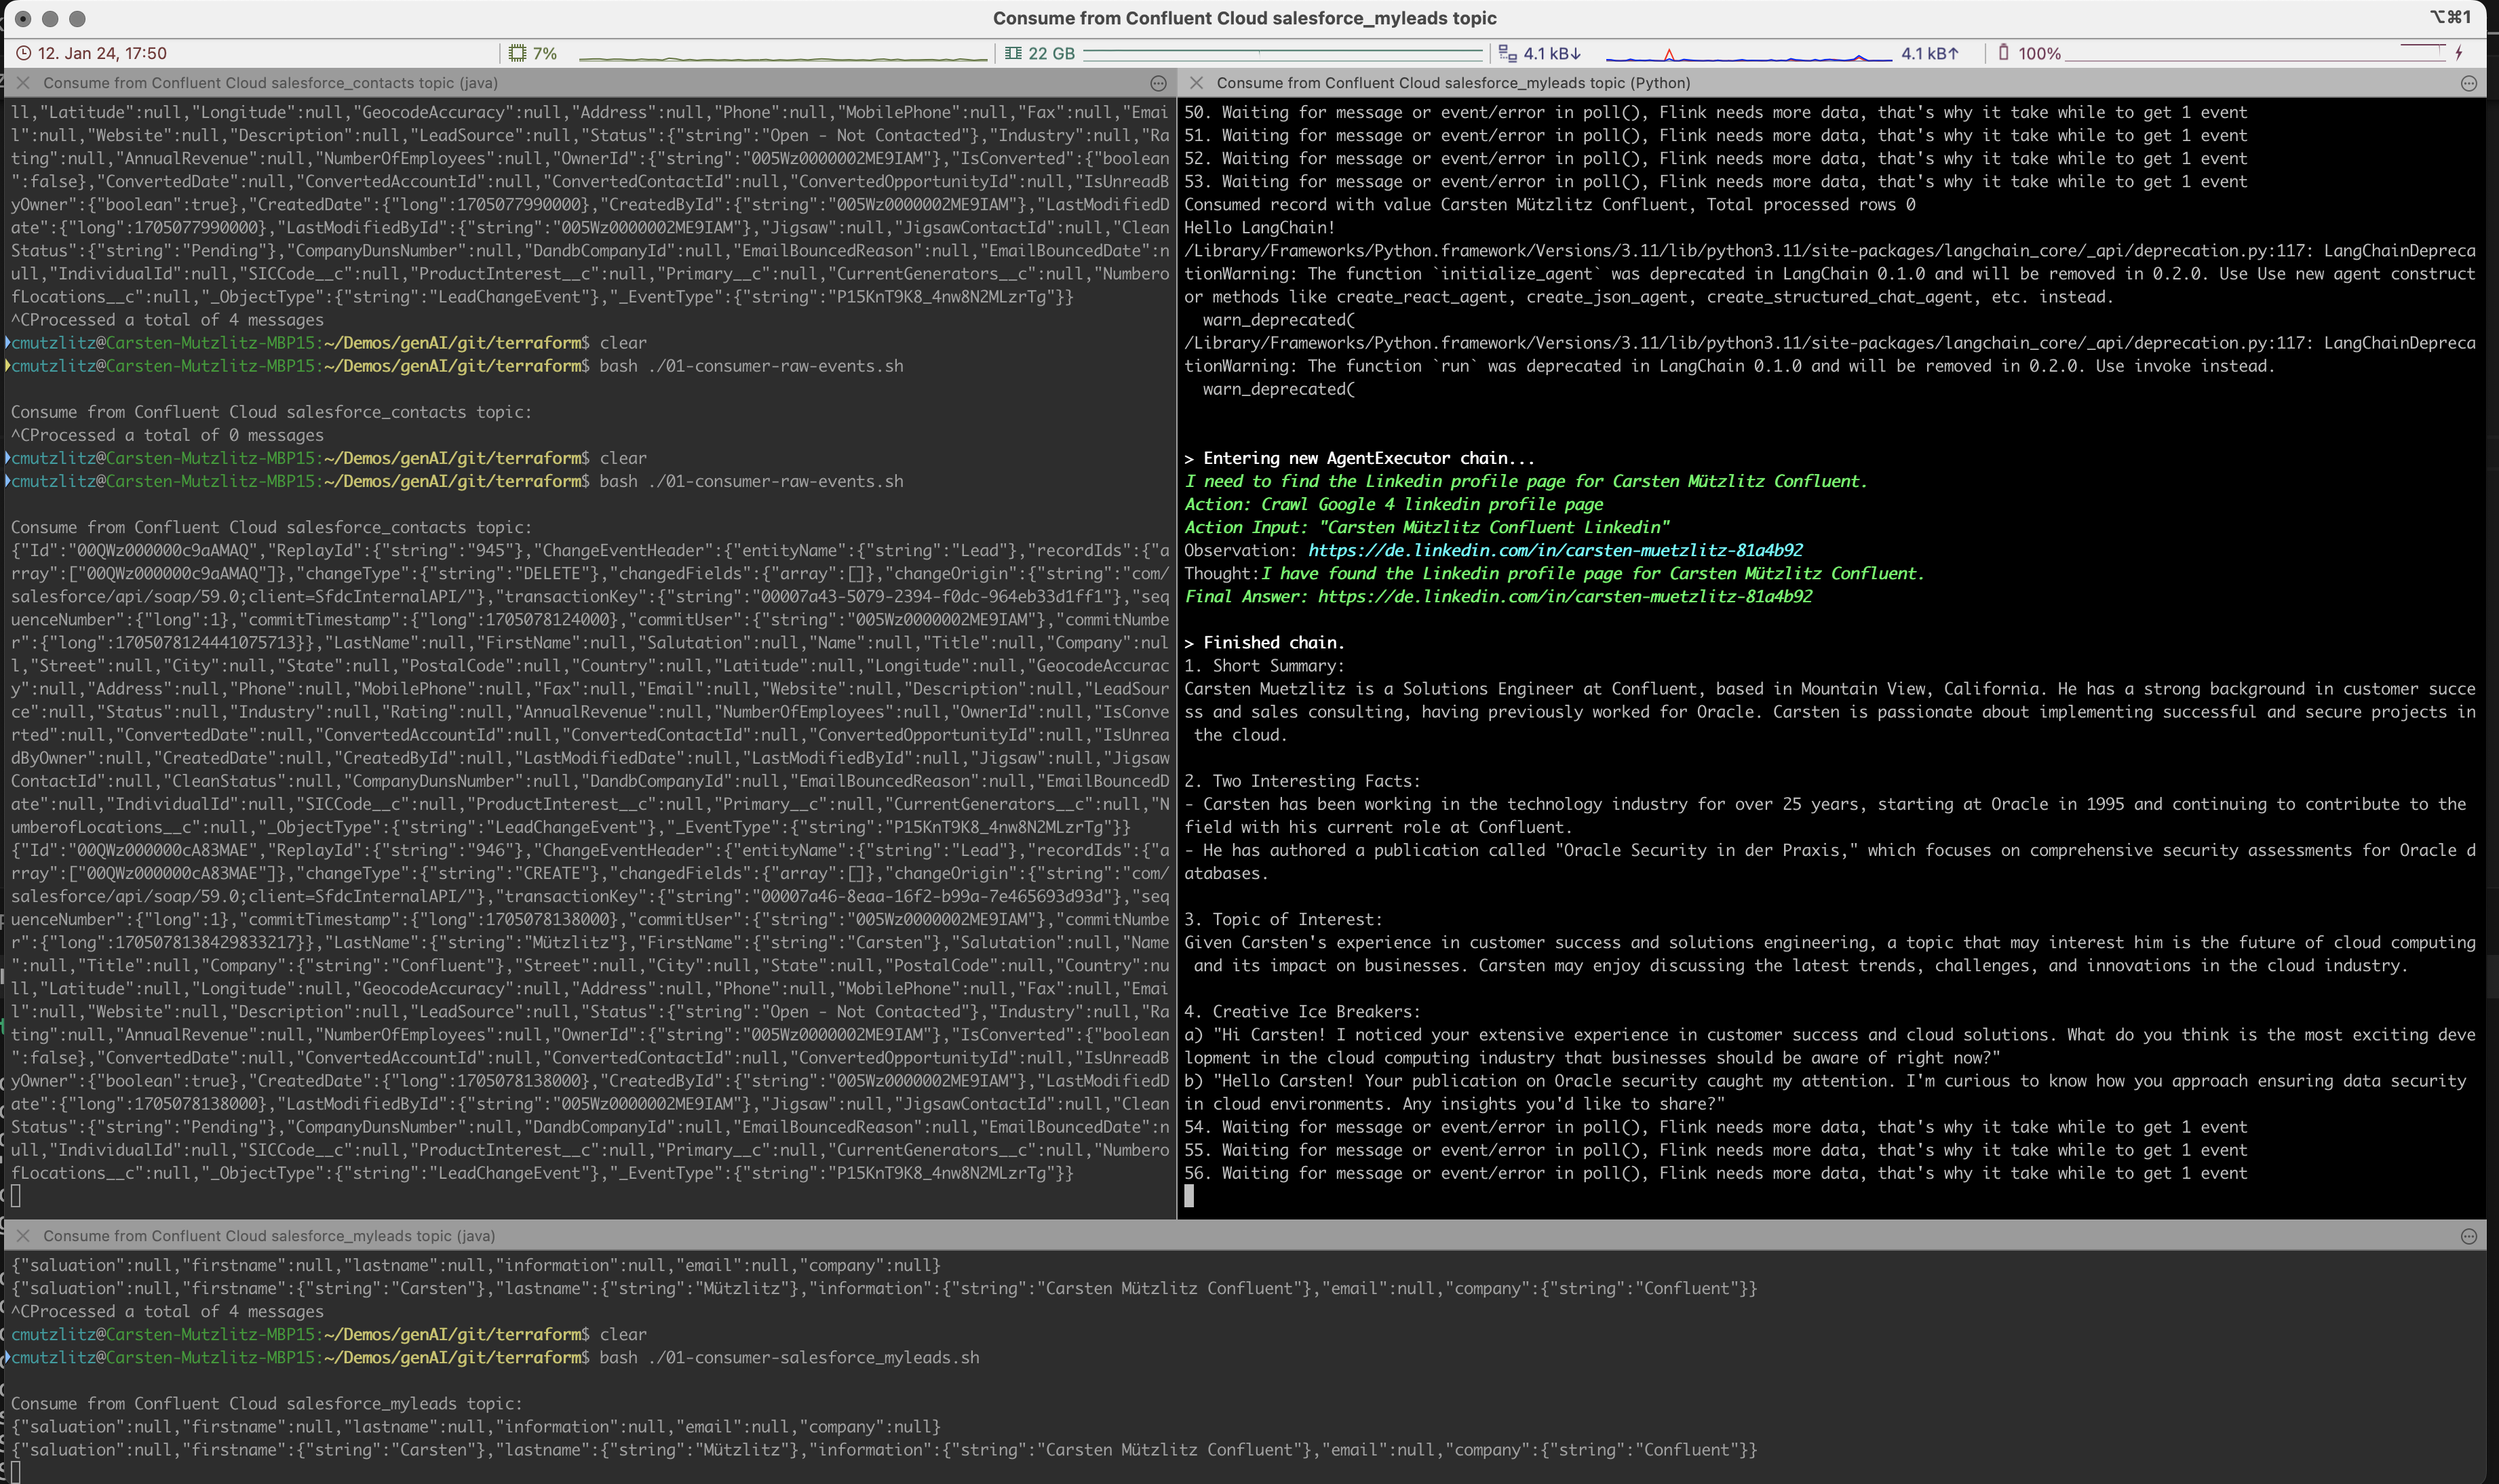 Consume from Confluent Cloud salesforce_myleads topic
⌥⌘1
12. Jan 24, 17:50
7%
22 GB
4.1 kB↓
4.1 kB↑
100%
Consume from Confluent Cloud salesforce_contacts topic (java)
ll,"Latitude":null,"Longitude":null,"GeocodeAccuracy":null,"Address":null,"Phone":null,"MobilePhone":null,"Fax":null,"Emai
l":null,"Website":null,"Description":null,"LeadSource":null,"Status":{"string":"Open - Not Contacted"},"Industry":null,"Ra
ting":null,"AnnualRevenue":null,"NumberOfEmployees":null,"OwnerId":{"string":"005Wz0000002ME9IAM"},"IsConverted":{"boolean
":false},"ConvertedDate":null,"ConvertedAccountId":null,"ConvertedContactId":null,"ConvertedOpportunityId":null,"IsUnreadB
yOwner":{"boolean":true},"CreatedDate":{"long":1705077990000},"CreatedById":{"string":"005Wz0000002ME9IAM"},"LastModifiedD
ate":{"long":1705077990000},"LastModifiedById":{"string":"005Wz0000002ME9IAM"},"Jigsaw":null,"JigsawContactId":null,"Clean
Status":{"string":"Pending"},"CompanyDunsNumber":null,"DandbCompanyId":null,"EmailBouncedReason":null,"EmailBouncedDate":n
ull,"IndividualId":null,"SICCode__c":null,"ProductInterest__c":null,"Primary__c":null,"CurrentGenerators__c":null,"Numbero
fLocations__c":null,"_ObjectType":{"string":"LeadChangeEvent"},"_EventType":{"string":"P15KnT9K8_4nw8N2MLzrTg"}}
^CProcessed a total of 4 messages
cmutzlitz@Carsten-Mutzlitz-MBP15:~/Demos/genAI/git/terraform$ clear
cmutzlitz@Carsten-Mutzlitz-MBP15:~/Demos/genAI/git/terraform$ bash ./01-consumer-raw-events.sh
Consume from Confluent Cloud salesforce_contacts topic:
^CProcessed a total of 0 messages
cmutzlitz@Carsten-Mutzlitz-MBP15:~/Demos/genAI/git/terraform$ clear
cmutzlitz@Carsten-Mutzlitz-MBP15:~/Demos/genAI/git/terraform$ bash ./01-consumer-raw-events.sh
Consume from Confluent Cloud salesforce_contacts topic:
{"Id":"00QWz000000c9aAMAQ","ReplayId":{"string":"945"},"ChangeEventHeader":{"entityName":{"string":"Lead"},"recordIds":{"a
rray":["00QWz000000c9aAMAQ"]},"changeType":{"string":"DELETE"},"changedFields":{"array":[]},"changeOrigin":{"string":"com/
salesforce/api/soap/59.0;client=SfdcInternalAPI/"},"transactionKey":{"string":"00007a43-5079-2394-f0dc-964eb33d1ff1"},"seq
uenceNumber":{"long":1},"commitTimestamp":{"long":1705078124000},"commitUser":{"string":"005Wz0000002ME9IAM"},"commitNumbe
r":{"long":1705078124441075713}},"LastName":null,"FirstName":null,"Salutation":null,"Name":null,"Title":null,"Company":nul
l,"Street":null,"City":null,"State":null,"PostalCode":null,"Country":null,"Latitude":null,"Longitude":null,"GeocodeAccurac
y":null,"Address":null,"Phone":null,"MobilePhone":null,"Fax":null,"Email":null,"Website":null,"Description":null,"LeadSour
ce":null,"Status":null,"Industry":null,"Rating":null,"AnnualRevenue":null,"NumberOfEmployees":null,"OwnerId":null,"IsConve
rted":null,"ConvertedDate":null,"ConvertedAccountId":null,"ConvertedContactId":null,"ConvertedOpportunityId":null,"IsUnrea
dByOwner":null,"CreatedDate":null,"CreatedById":null,"LastModifiedDate":null,"LastModifiedById":null,"Jigsaw":null,"Jigsaw
ContactId":null,"CleanStatus":null,"CompanyDunsNumber":null,"DandbCompanyId":null,"EmailBouncedReason":null,"EmailBouncedD
ate":null,"IndividualId":null,"SICCode__c":null,"ProductInterest__c":null,"Primary__c":null,"CurrentGenerators__c":null,"N
umberofLocations__c":null,"_ObjectType":{"string":"LeadChangeEvent"},"_EventType":{"string":"P15KnT9K8_4nw8N2MLzrTg"}}
{"Id":"00QWz000000cA83MAE","ReplayId":{"string":"946"},"ChangeEventHeader":{"entityName":{"string":"Lead"},"recordIds":{"a
rray":["00QWz000000cA83MAE"]},"changeType":{"string":"CREATE"},"changedFields":{"array":[]},"changeOrigin":{"string":"com/
salesforce/api/soap/59.0;client=SfdcInternalAPI/"},"transactionKey":{"string":"00007a46-8eaa-16f2-b99a-7e465693d93d"},"seq
uenceNumber":{"long":1},"commitTimestamp":{"long":1705078138000},"commitUser":{"string":"005Wz0000002ME9IAM"},"commitNumbe
r":{"long":1705078138429833217}},"LastName":{"string":"Mützlitz"},"FirstName":{"string":"Carsten"},"Salutation":null,"Name
":null,"Title":null,"Company":{"string":"Confluent"},"Street":null,"City":null,"State":null,"PostalCode":null,"Country":nu
ll,"Latitude":null,"Longitude":null,"GeocodeAccuracy":null,"Address":null,"Phone":null,"MobilePhone":null,"Fax":null,"Emai
l":null,"Website":null,"Description":null,"LeadSource":null,"Status":{"string":"Open - Not Contacted"},"Industry":null,"Ra
ting":null,"AnnualRevenue":null,"NumberOfEmployees":null,"OwnerId":{"string":"005Wz0000002ME9IAM"},"IsConverted":{"boolean
":false},"ConvertedDate":null,"ConvertedAccountId":null,"ConvertedContactId":null,"ConvertedOpportunityId":null,"IsUnreadB
yOwner":{"boolean":true},"CreatedDate":{"long":1705078138000},"CreatedById":{"string":"005Wz0000002ME9IAM"},"LastModifiedD
ate":{"long":1705078138000},"LastModifiedById":{"string":"005Wz0000002ME9IAM"},"Jigsaw":null,"JigsawContactId":null,"Clean
Status":{"string":"Pending"},"CompanyDunsNumber":null,"DandbCompanyId":null,"EmailBouncedReason":null,"EmailBouncedDate":n
ull,"IndividualId":null,"SICCode__c":null,"ProductInterest__c":null,"Primary__c":null,"CurrentGenerators__c":null,"Numbero
fLocations__c":null,"_ObjectType":{"string":"LeadChangeEvent"},"_EventType":{"string":"P15KnT9K8_4nw8N2MLzrTg"}}
Consume from Confluent Cloud salesforce_myleads topic (Python)
50. Waiting for message or event/error in poll(), Flink needs more data, that's why it take while to get 1 event
51. Waiting for message or event/error in poll(), Flink needs more data, that's why it take while to get 1 event
52. Waiting for message or event/error in poll(), Flink needs more data, that's why it take while to get 1 event
53. Waiting for message or event/error in poll(), Flink needs more data, that's why it take while to get 1 event
Consumed record with value Carsten Mützlitz Confluent, Total processed rows 0
Hello LangChain!
/Library/Frameworks/Python.framework/Versions/3.11/lib/python3.11/site-packages/langchain_core/_api/deprecation.py:117: LangChainDepreca
tionWarning: The function `initialize_agent` was deprecated in LangChain 0.1.0 and will be removed in 0.2.0. Use Use new agent construct
or methods like create_react_agent, create_json_agent, create_structured_chat_agent, etc. instead.
warn_deprecated(
/Library/Frameworks/Python.framework/Versions/3.11/lib/python3.11/site-packages/langchain_core/_api/deprecation.py:117: LangChainDepreca
tionWarning: The function `run` was deprecated in LangChain 0.1.0 and will be removed in 0.2.0. Use invoke instead.
warn_deprecated(
> Entering new AgentExecutor chain...
I need to find the Linkedin profile page for Carsten Mützlitz Confluent.
Action: Crawl Google 4 linkedin profile page
Action Input: "Carsten Mützlitz Confluent Linkedin"
Observation: https://de.linkedin.com/in/carsten-muetzlitz-81a4b92
Thought:I have found the Linkedin profile page for Carsten Mützlitz Confluent.
Final Answer: https://de.linkedin.com/in/carsten-muetzlitz-81a4b92
> Finished chain.
1. Short Summary:
Carsten Muetzlitz is a Solutions Engineer at Confluent, based in Mountain View, California. He has a strong background in customer succe
ss and sales consulting, having previously worked for Oracle. Carsten is passionate about implementing successful and secure projects in
the cloud.
2. Two Interesting Facts:
- Carsten has been working in the technology industry for over 25 years, starting at Oracle in 1995 and continuing to contribute to the
field with his current role at Confluent.
- He has authored a publication called "Oracle Security in der Praxis," which focuses on comprehensive security assessments for Oracle d
atabases.
3. Topic of Interest:
Given Carsten's experience in customer success and solutions engineering, a topic that may interest him is the future of cloud computing
and its impact on businesses. Carsten may enjoy discussing the latest trends, challenges, and innovations in the cloud industry.
4. Creative Ice Breakers:
a) "Hi Carsten! I noticed your extensive experience in customer success and cloud solutions. What do you think is the most exciting deve
lopment in the cloud computing industry that businesses should be aware of right now?"
b) "Hello Carsten! Your publication on Oracle security caught my attention. I'm curious to know how you approach ensuring data security
in cloud environments. Any insights you'd like to share?"
54. Waiting for message or event/error in poll(), Flink needs more data, that's why it take while to get 1 event
55. Waiting for message or event/error in poll(), Flink needs more data, that's why it take while to get 1 event
56. Waiting for message or event/error in poll(), Flink needs more data, that's why it take while to get 1 event
Consume from Confluent Cloud salesforce_myleads topic (java)
{"saluation":null,"firstname":null,"lastname":null,"information":null,"email":null,"company":null}
{"saluation":null,"firstname":{"string":"Carsten"},"lastname":{"string":"Mützlitz"},"information":{"string":"Carsten Mützlitz Confluent"},"email":null,"company":{"string":"Confluent"}}
^CProcessed a total of 4 messages
cmutzlitz@Carsten-Mutzlitz-MBP15:~/Demos/genAI/git/terraform$ clear
cmutzlitz@Carsten-Mutzlitz-MBP15:~/Demos/genAI/git/terraform$ bash ./01-consumer-salesforce_myleads.sh
Consume from Confluent Cloud salesforce_myleads topic:
{"saluation":null,"firstname":null,"lastname":null,"information":null,"email":null,"company":null}
{"saluation":null,"firstname":{"string":"Carsten"},"lastname":{"string":"Mützlitz"},"information":{"string":"Carsten Mützlitz Confluent"},"email":null,"company":{"string":"Confluent"}}